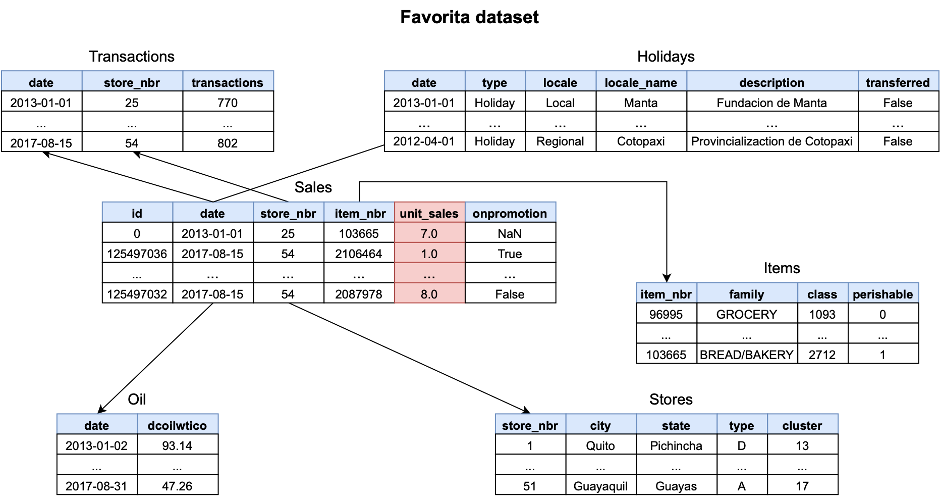 Favorita dataset
Transactions
date store_nbr transactions
2013-01-01 25 770
... ... ...
2017-08-15 54 802
Holidays
date type locale locale_name description transferred
2013-01-01 Holiday Local Manta Fundacion de Manta False
... ... ... ... ... ...
2012-04-01 Holiday Regional Cotopaxi Provincializaction de Cotopaxi False
Sales
id date store_nbr item_nbr unit_sales onpromotion
0 2013-01-01 25 103665 7.0 NaN
125497036 2017-08-15 54 2106464 1.0 True
... ... ... ... ... ...
125497032 2017-08-15 54 2087978 8.0 False
Items
item_nbr family class perishable
96995 GROCERY 1093 0
... ... ... ...
103665 BREAD/BAKERY 2712 1
Oil
date dcoilwtico
2013-01-02 93.14
... ...
2017-08-31 47.26
Stores
store_nbr city state type cluster
1 Quito Pichincha D 13
... ... ... ... ...
51 Guayaquil Guayas A 17